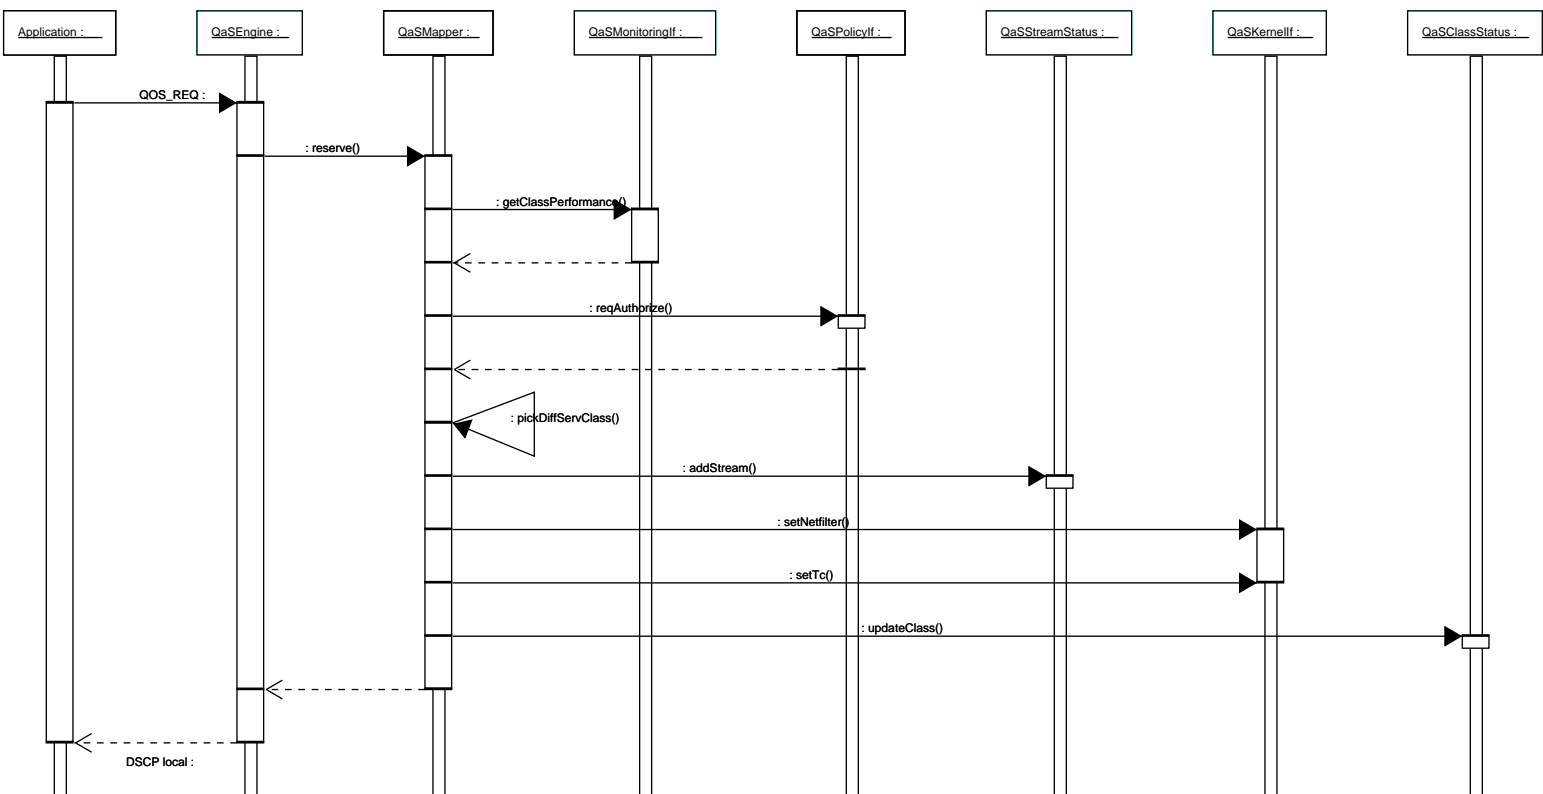 Application :
QaSEngine :
QaSMapper :
QaSMonitoringIf :
QaSPolicyIf :
QaSStreamStatus :
QaSKernelIf :
QaSClassStatus :
QOS_REQ :
: reserve()
: getClassPerformance()
: reqAuthorize()
: pickDiffServClass()
: addStream()
: setNetfilter()
: setTc()
: updateClass()
DSCP local :